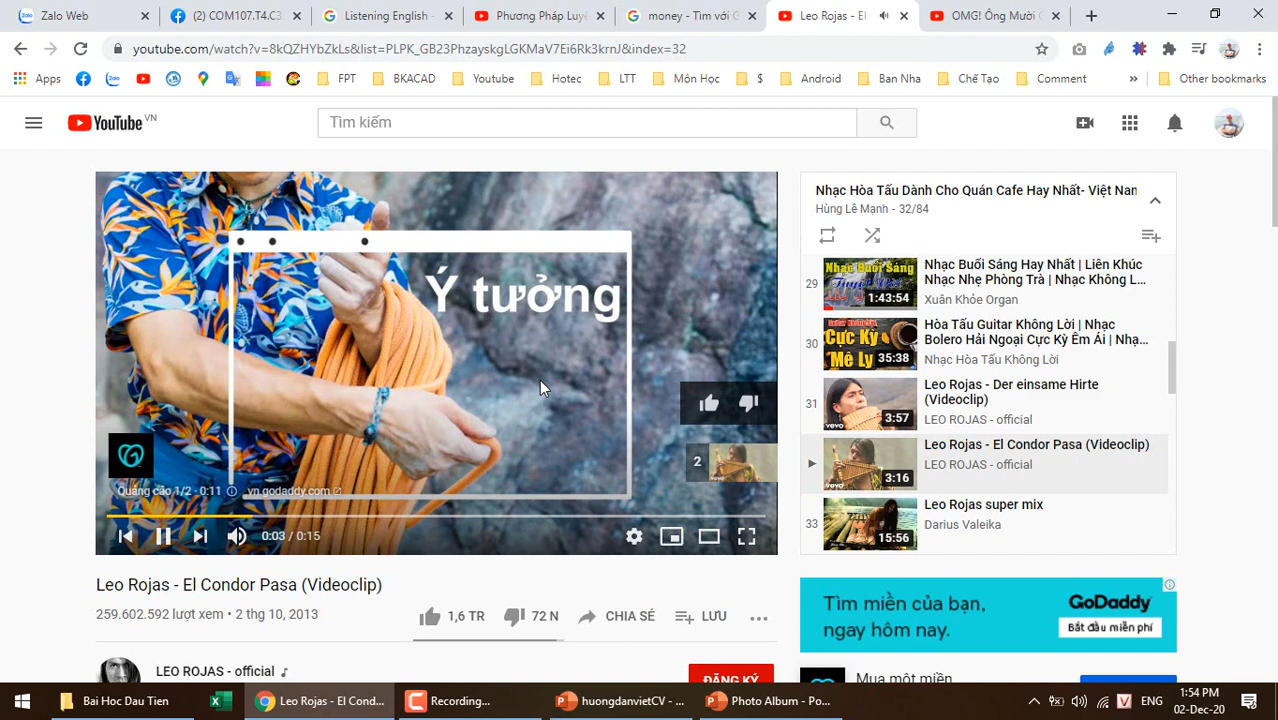 Zalo Web
(2) COM107.T4.C3
Listening English -
Phương Pháp Luyệ
money - Tìm với G
Leo Rojas - El
OMG! Ông Mười C
youtube.com/watch?v=8kQZHYbZkLs&list=PLPK_GB23PhzayskgLGKMaV7Ei6Rk3krnJ&index=32
Apps
Zalo
FPT
BKACAD
Youtube
Hotec
LTT
Môn Học
$
Android
Ban Nha
Chế Tạo
Comment
»
Other bookmarks
YouTube VN
Tìm kiếm
Ý tưởng
2
Quảng cáo 1/2 · 0:11
vn.godaddy.com
0:03 / 0:15
Leo Rojas - El Condor Pasa (Videoclip)
259.602.592 lượt xem • 2 thg 10, 2013
1,6 TR
72 N
CHIA SẺ
LƯU
LEO ROJAS - official
ĐĂNG KÝ
Nhạc Hòa Tấu Dành Cho Quán Cafe Hay Nhất- Việt Nan
Hùng Lê Mạnh - 32/84
29
1:43:54
Nhạc Buổi Sáng Hay Nhất | Liên Khúc
Nhạc Nhẹ Phòng Trà | Nhạc Không L...
Xuân Khỏe Organ
30
Cực Kỳ
Mê Ly
35:38
Hòa Tấu Guitar Không Lời | Nhạc
Bolero Hải Ngoại Cực Kỳ Êm Ái | Nhạ...
Nhạc Hòa Tấu Không Lời
31
vevo
3:57
Leo Rojas - Der einsame Hirte
(Videoclip)
LEO ROJAS - official
vevo
3:16
Leo Rojas - El Condor Pasa (Videoclip)
LEO ROJAS - official
33
15:56
Leo Rojas super mix
Darius Valeika
Tìm miền của bạn,
ngay hôm nay.
GoDaddy
Bắt đầu miễn phí
Mua một miền
Bai Hoc Dau Tien
Leo Rojas - El Cond...
Recording...
huongdanvietCV - ...
Photo Album - Po...
V
ENG
1:54 PM
02-Dec-20